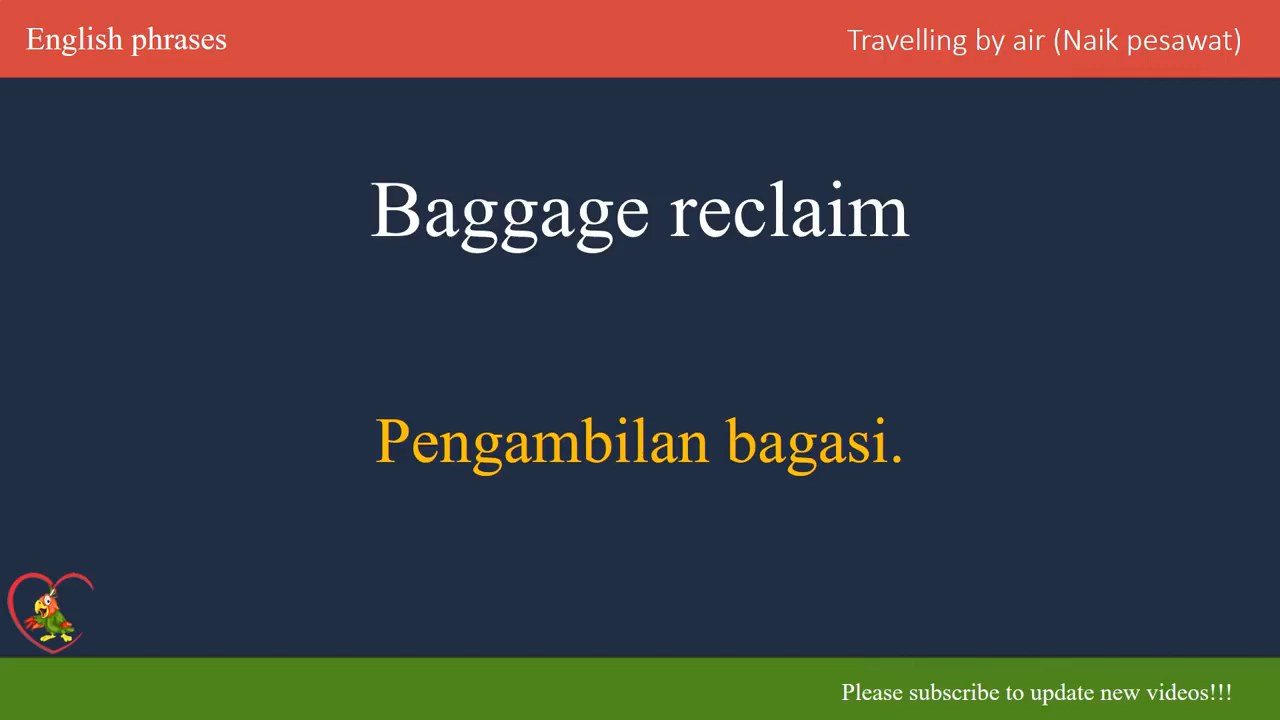 English phrases
Travelling by air (Naik pesawat)
Baggage reclaim
Pengambilan bagasi.
Please subscribe to update new videos!!!